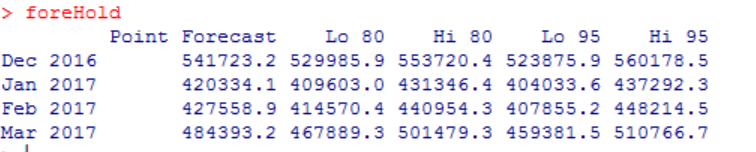 > foreHold
Point Forecast Lo 80 Hi 80 Lo 95 Hi 95
Dec 2016 541723.2 529985.9 553720.4 523875.9 560178.5
Jan 2017 420334.1 409603.0 431346.4 404033.6 437292.3
Feb 2017 427558.9 414570.4 440954.3 407855.2 448214.5
Mar 2017 484393.2 467889.3 501479.3 459381.5 510766.7